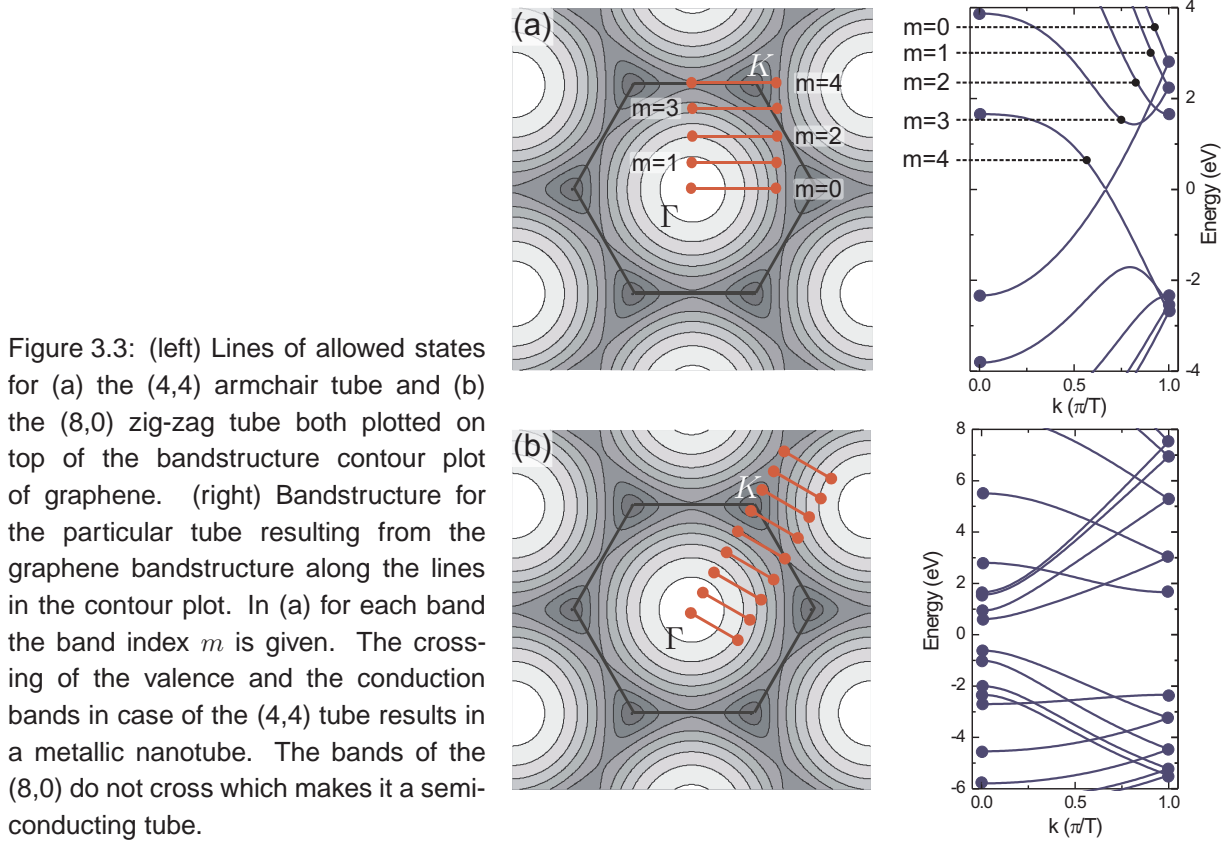 Figure 3.3: (left) Lines of allowed states
for (a) the (4,4) armchair tube and (b)
the (8,0) zig-zag tube both plotted on
top of the bandstructure contour plot
of graphene. (right) Bandstructure for
the particular tube resulting from the
graphene bandstructure along the lines
in the contour plot. In (a) for each band
the band index m is given. The cross-
ing of the valence and the conduction
bands in case of the (4,4) tube results in
a metallic nanotube. The bands of the
(8,0) do not cross which makes it a semi-
conducting tube.
(a)
K
m=4
m=3
m=2
m=1
m=0
Γ
m=0
m=1
m=2
m=3
m=4
4
2
0
-2
-4
Energy (eV)
0.0 0.5 1.0
k (π/T)
(b)
K
Γ
8
6
4
2
0
-2
-4
-6
Energy (eV)
0.0 0.5 1.0
k (π/T)